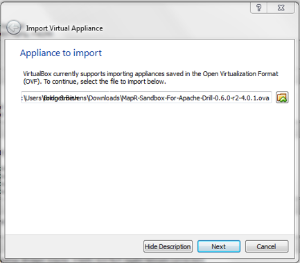 Import Virtual Appliance
Appliance to import
VirtualBox currently supports importing appliances saved in the Open Virtualization Format
(OVF). To continue, select the file to import below.
:\Users\ \Downloads\MapR-Sandbox-For-Apache-Drill-0.6.0-r2-4.0.1.ova
Hide Description
Next
Cancel